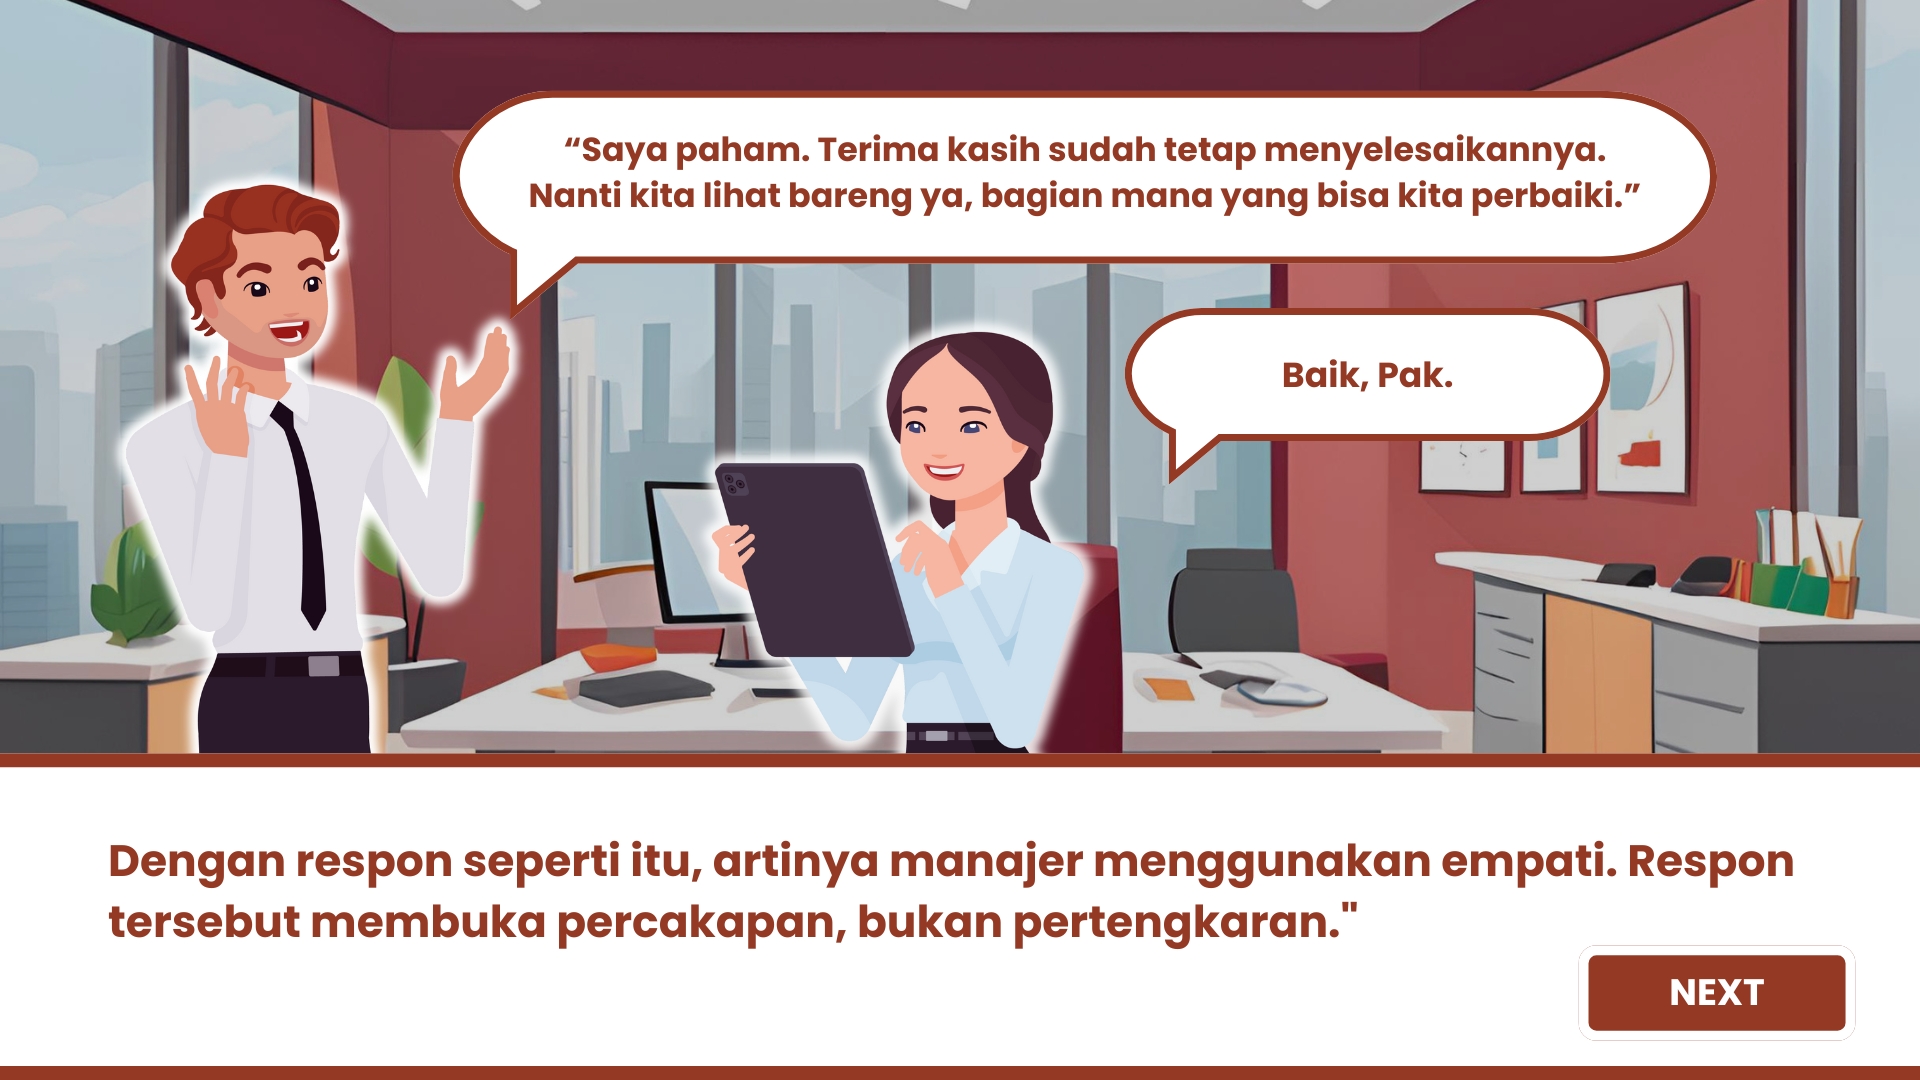 “Saya paham. Terima kasih sudah tetap menyelesaikannya.
Nanti kita lihat bareng ya, bagian mana yang bisa kita perbaiki.”
Baik, Pak.
Dengan respon seperti itu, artinya manajer menggunakan empati. Respon
tersebut membuka percakapan, bukan pertengkaran."
NEXT